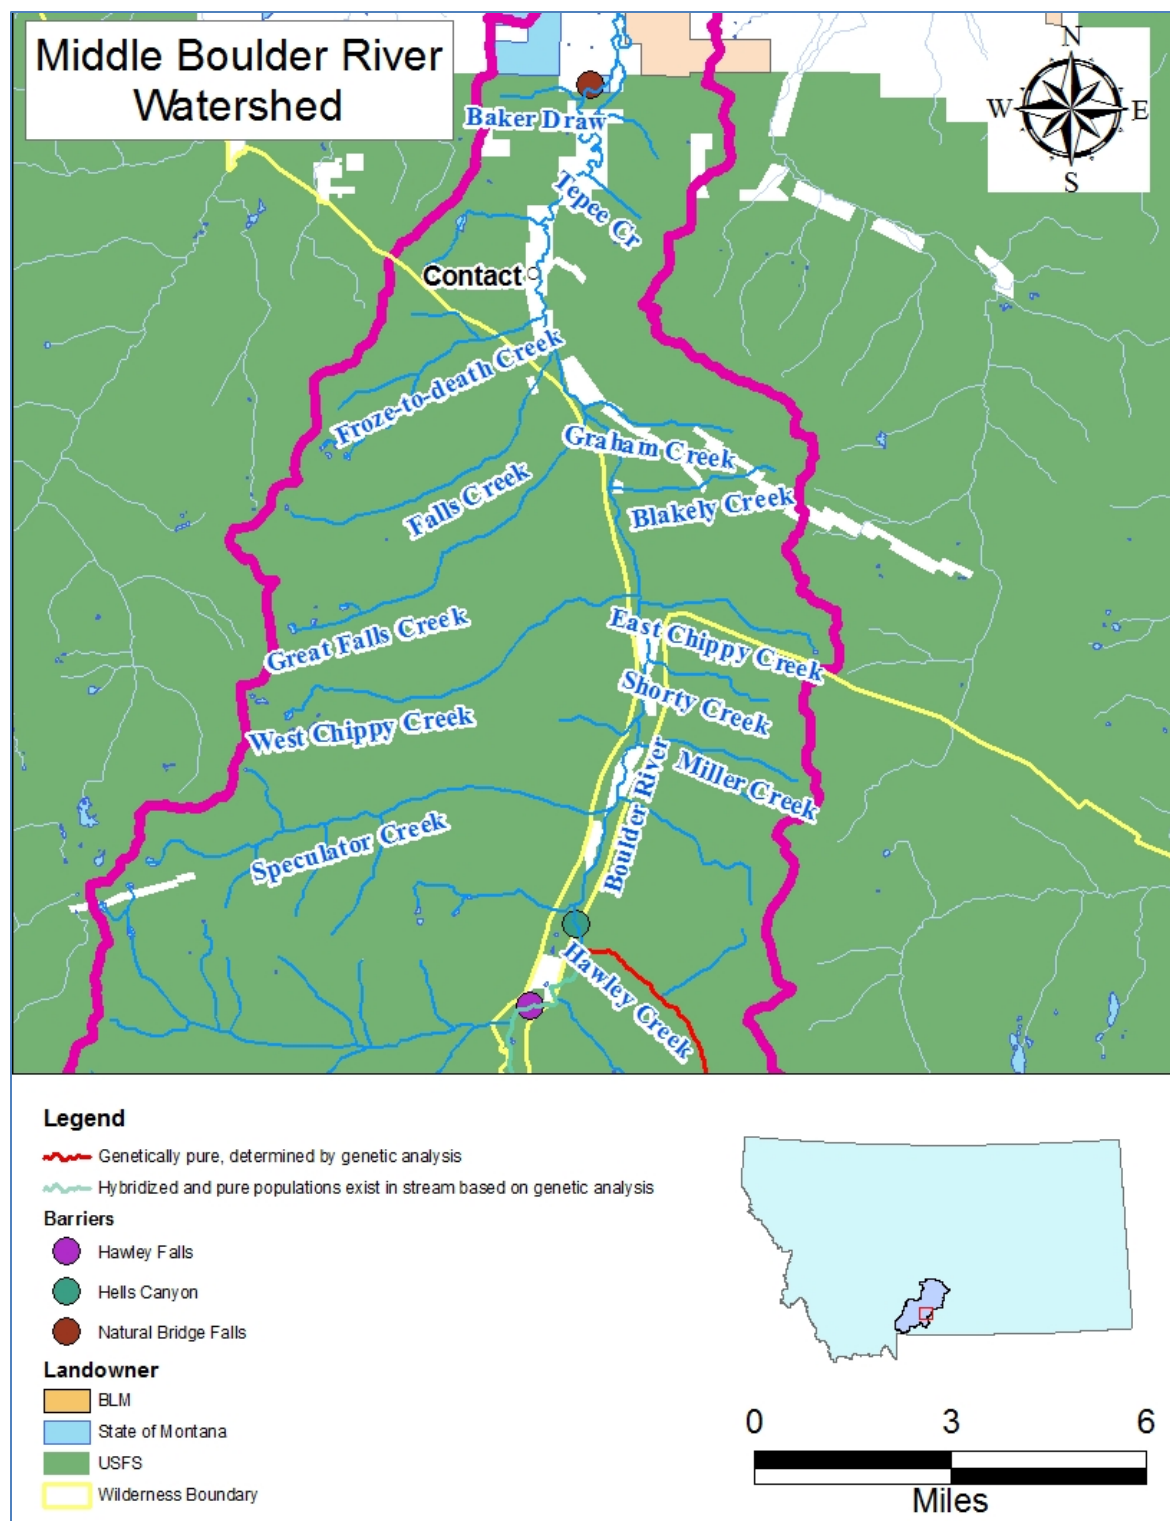 Middle Boulder River
Watershed
N
W
E
S
Baker Draw
Tepee Cr
Contact
Froze-to-death Creek
Graham Creek
Falls Creek
Blakely Creek
Great Falls Creek
East Chippy Creek
Shorty Creek
West Chippy Creek
Miller Creek
Boulder River
Speculator Creek
Hawley Creek
Legend
Genetically pure, determined by genetic analysis
Hybridized and pure populations exist in stream based on genetic analysis
Barriers
Hawley Falls
Hells Canyon
Natural Bridge Falls
Landowner
BLM
State of Montana
USFS
Wilderness Boundary
0 3 6
Miles